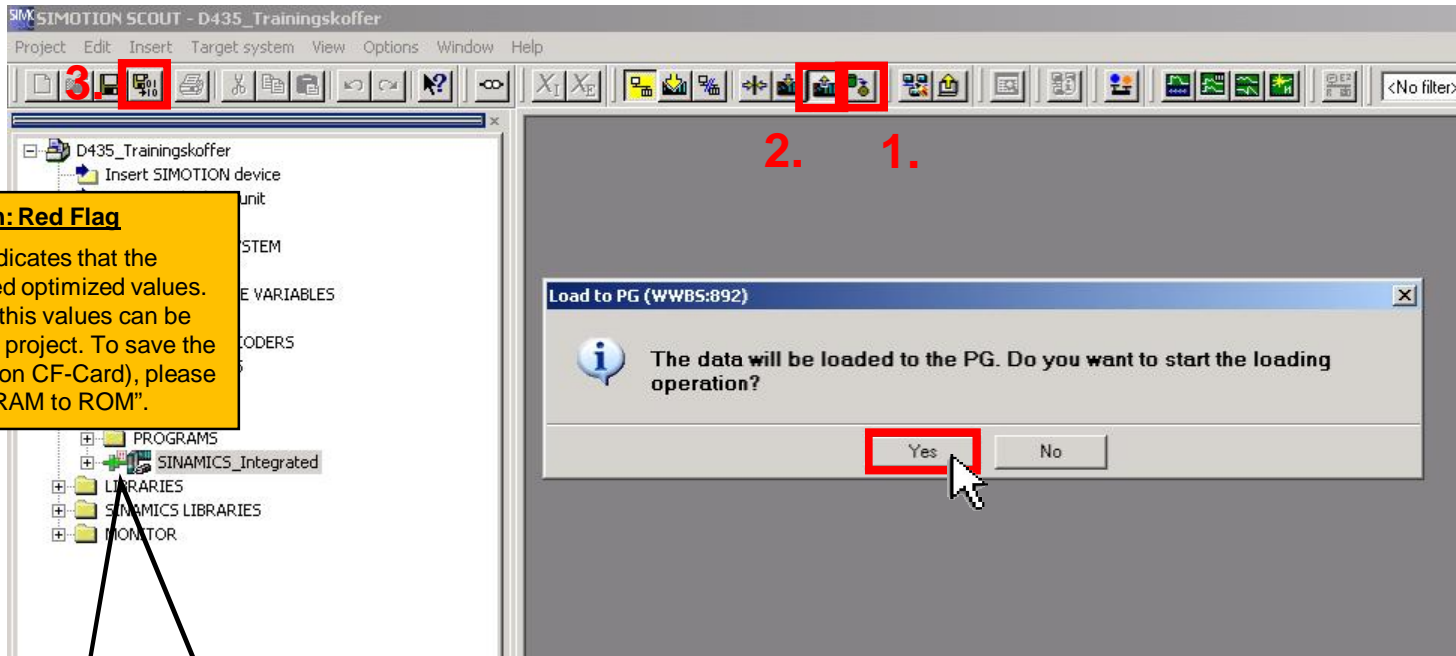 SIMOTION SCOUT - D435_Trainingskoffer
Project Edit Insert Target system View Options Window Help
3.
<No filter>
2.
1.
D435_Trainingskoffer
Insert SIMOTION device
unit
STEM
E VARIABLES
CODERS
: Red Flag
dicates that the
ed optimized values.
this values can be
project. To save the
on CF-Card), please
RAM to ROM”.
PROGRAMS
SINAMICS_Integrated
LIBRARIES
SINAMICS LIBRARIES
MONITOR
Load to PG (WWBS:892)
The data will be loaded to the PG. Do you want to start the loading
operation?
Yes No